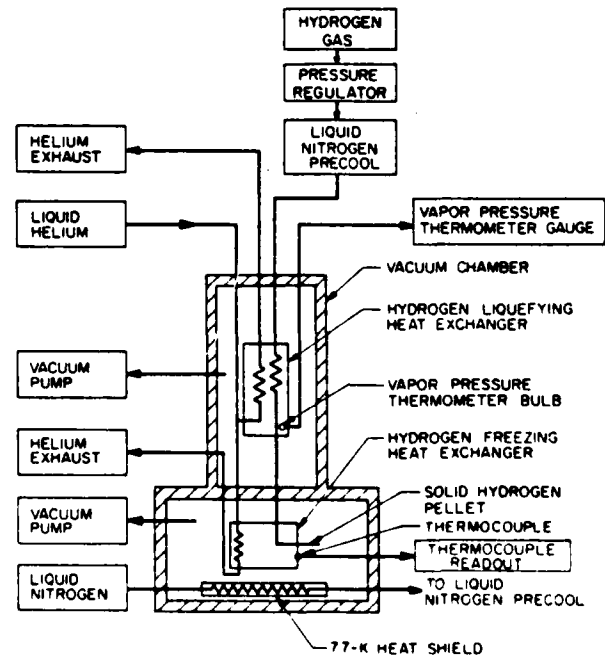 HYDROGEN
GAS
PRESSURE
REGULATOR
LIQUID
NITROGEN
PRECOOL
HELIUM
EXHAUST
LIQUID
HELIUM
VAPOR PRESSURE
THERMOMETER GAUGE
VACUUM CHAMBER
HYDROGEN LIQUEFYING
HEAT EXCHANGER
VACUUM
PUMP
VAPOR PRESSURE
THERMOMETER BULB
HELIUM
EXHAUST
HYDROGEN FREEZING
HEAT EXCHANGER
SOLID HYDROGEN
PELLET
VACUUM
PUMP
THERMOCOUPLE
THERMOCOUPLE
READOUT
LIQUID
NITROGEN
TO LIQUID
NITROGEN PRECOOL
77-K HEAT SHIELD